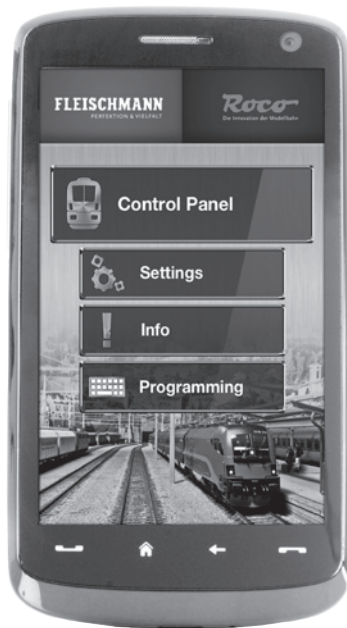 FLEISCHMANN
PERFEKTION & VIELFALT
Roco
Die Innovation der Modellbahn
Control Panel
Settings
Info
Programming